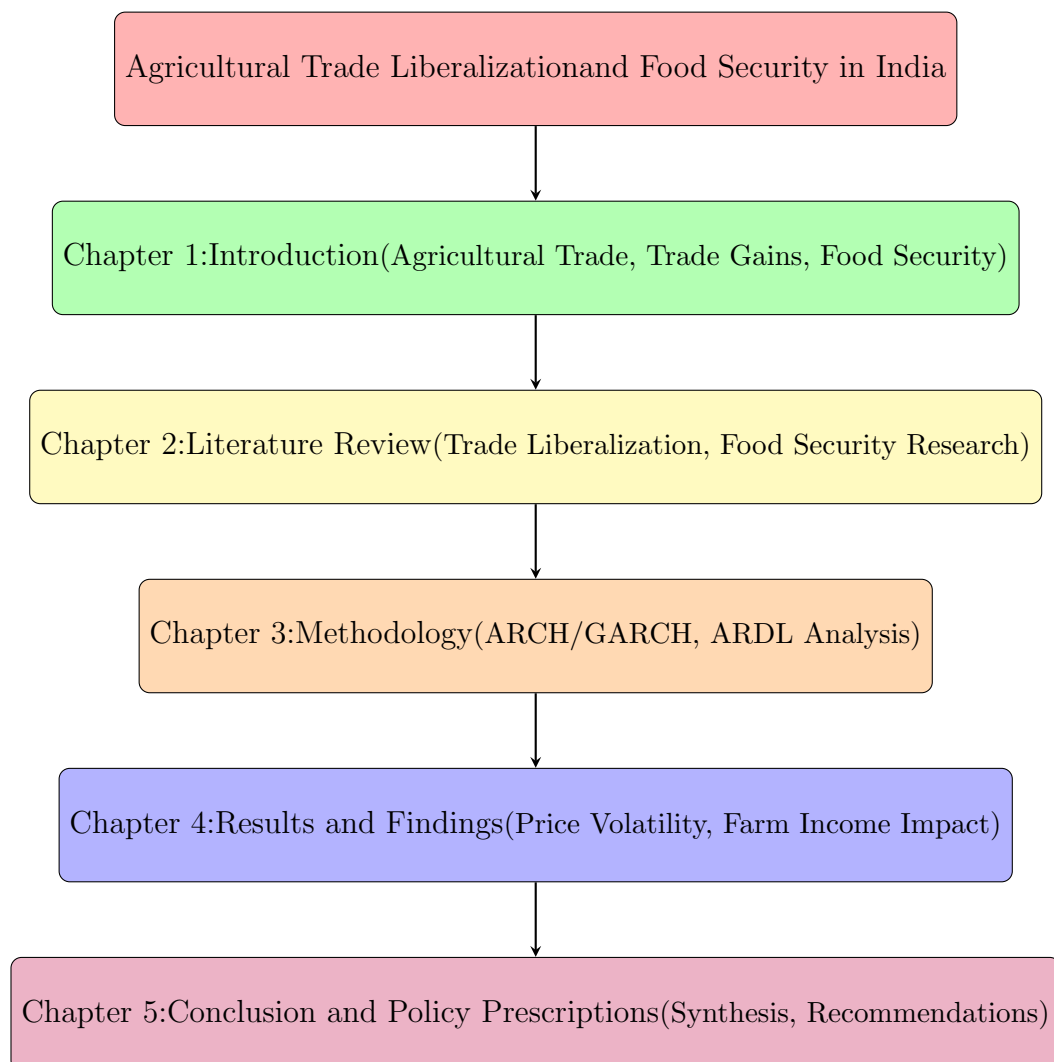 Agricultural Trade Liberalizationand Food Security in India
Chapter 1:Introduction(Agricultural Trade, Trade Gains, Food Security)
Chapter 2:Literature Review(Trade Liberalization, Food Security Research)
Chapter 3:Methodology(ARCH/GARCH, ARDL Analysis)
Chapter 4:Results and Findings(Price Volatility, Farm Income Impact)
Chapter 5:Conclusion and Policy Prescriptions(Synthesis, Recommendations)